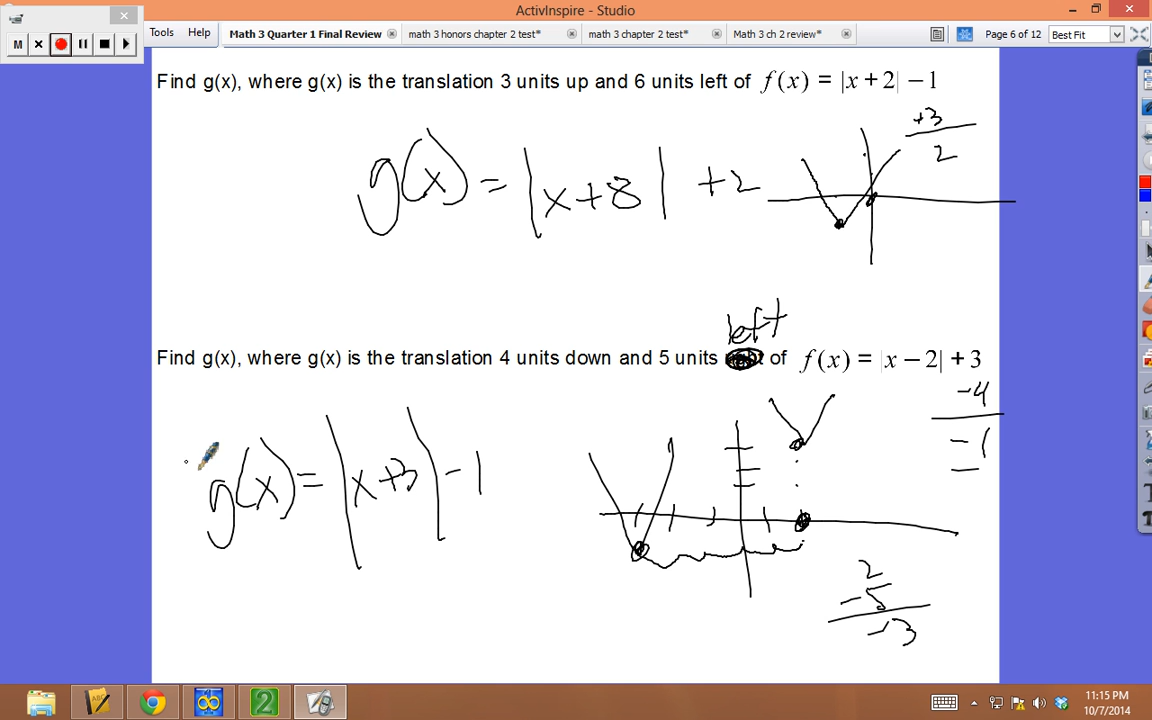 ActivInspire - Studio
M
Tools Help Math 3 Quarter 1 Final Review math 3 honors chapter 2 test* math 3 chapter 2 test* Math 3 ch 2 review* Page 6 of 12 Best Fit
Find g(x), where g(x) is the translation 3 units up and 6 units left of f(x) = |x + 2| − 1
+3
2
g(x) = |x+8| +2
left
Find g(x), where g(x) is the translation 4 units down and 5 units of f(x) = |x − 2| + 3
-4
-1
g(x) = |x+3| -1
2
-5
-3
11:15 PM
10/7/2014